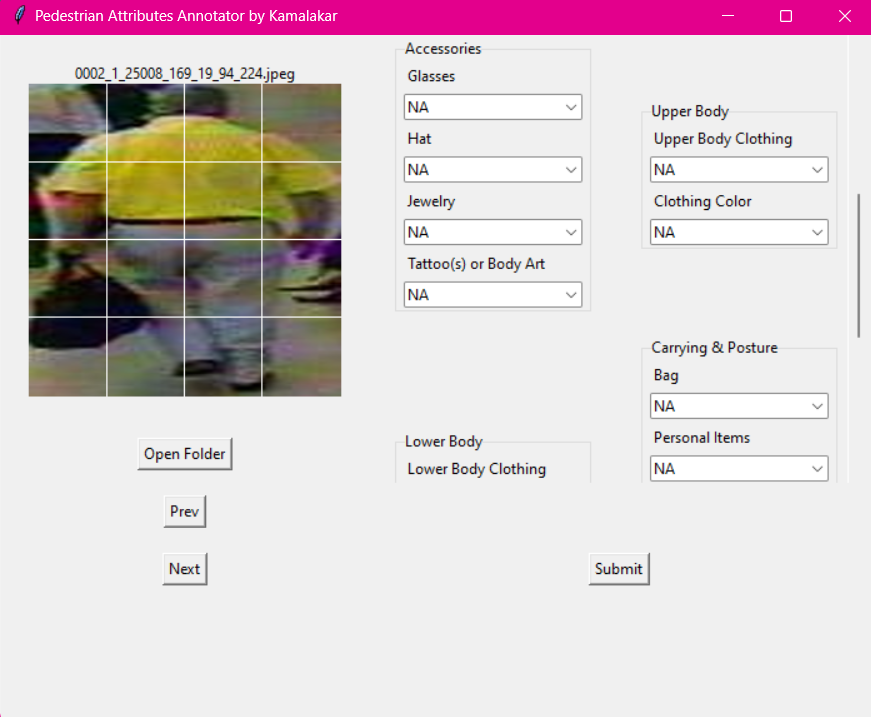 Pedestrian Attributes Annotator by Kamalakar
0002_1_25008_169_19_94_224.jpeg
Open Folder
Prev
Next
Accessories
Glasses
NA
Hat
NA
Jewelry
NA
Tattoo(s) or Body Art
NA
Lower Body
Lower Body Clothing
Upper Body
Upper Body Clothing
NA
Clothing Color
NA
Carrying & Posture
Bag
NA
Personal Items
NA
Submit